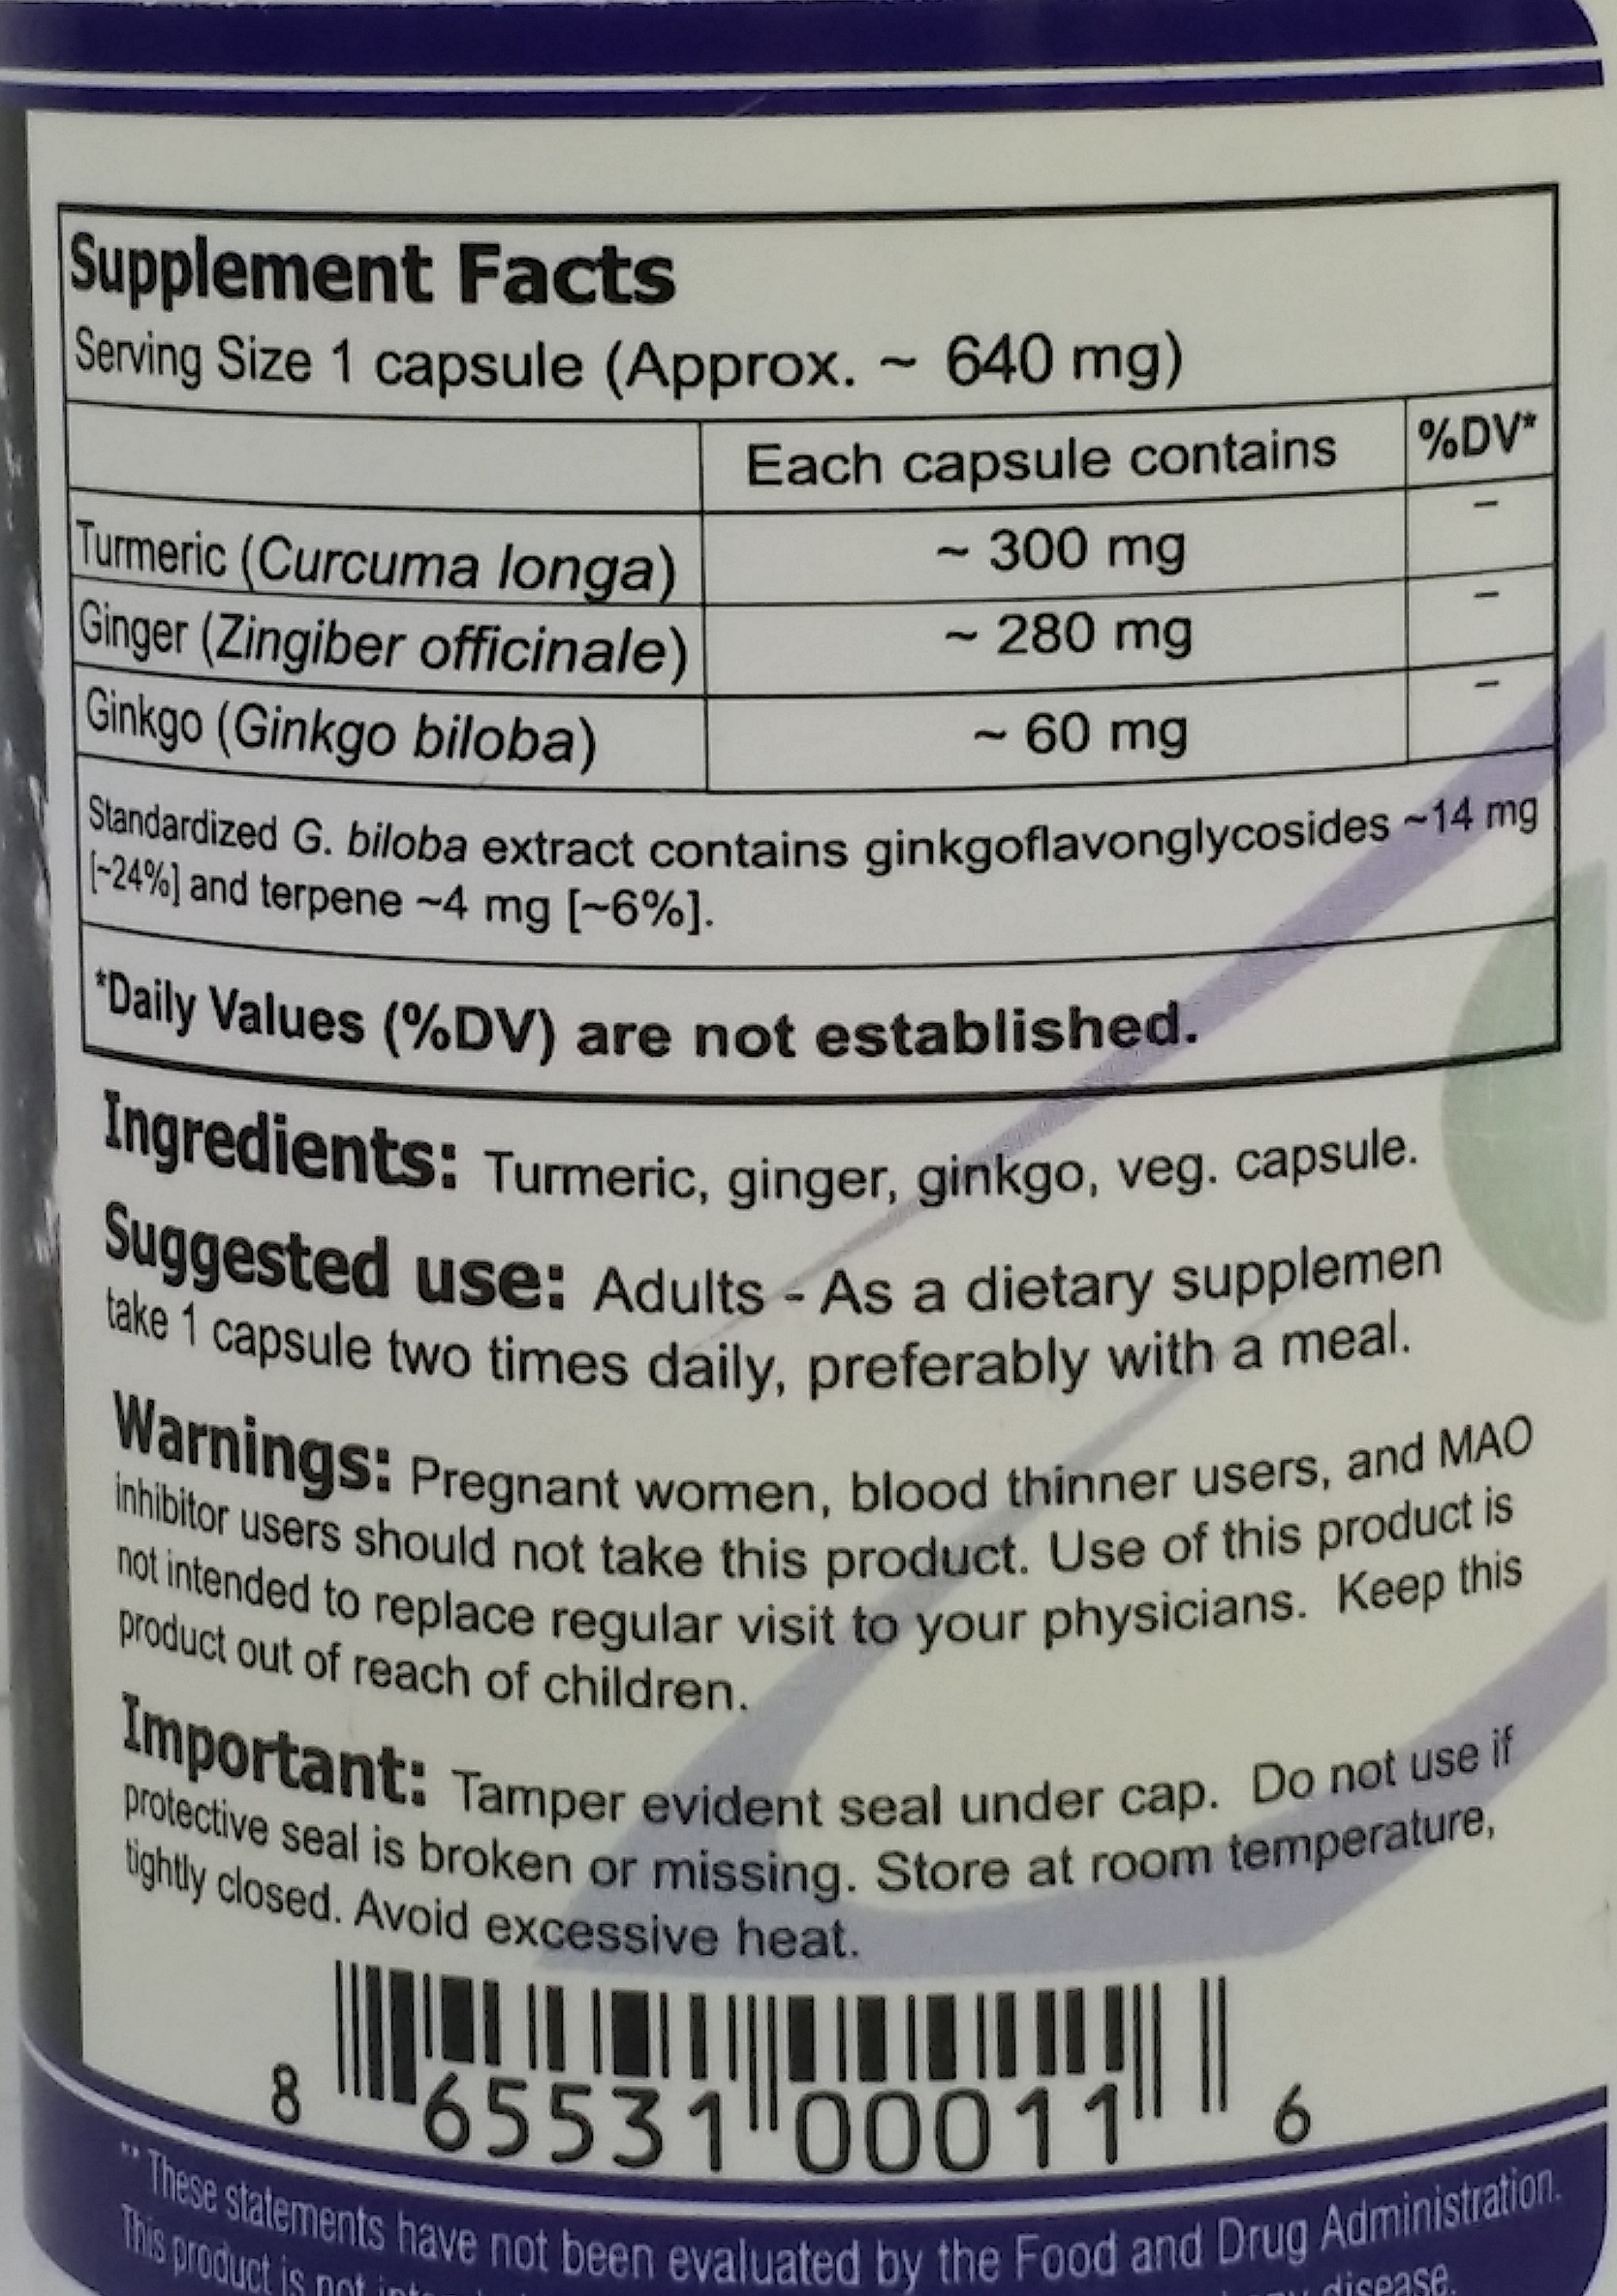 Supplement Facts
Serving Size 1 capsule (Approx. ~ 640 mg)
Each capsule contains %DV*
Turmeric (Curcuma longa) ~ 300 mg –
Ginger (Zingiber officinale) ~ 280 mg –
Ginkgo (Ginkgo biloba) ~ 60 mg –
Standardized G. biloba extract contains ginkgoflavonglycosides ~14 mg
[~24%] and terpene ~4 mg [~6%].
*Daily Values (%DV) are not established.
Ingredients: Turmeric, ginger, ginkgo, veg. capsule.
Suggested use: Adults - As a dietary supplemen
take 1 capsule two times daily, preferably with a meal.
Warnings: Pregnant women, blood thinner users, and MAO
inhibitor users should not take this product. Use of this product is
not intended to replace regular visit to your physicians. Keep this
product out of reach of children.
Important: Tamper evident seal under cap. Do not use if
protective seal is broken or missing. Store at room temperature,
tightly closed. Avoid excessive heat.
8 65531 00011 6
** These statements have not been evaluated by the Food and Drug Administration.
This product is not disease.